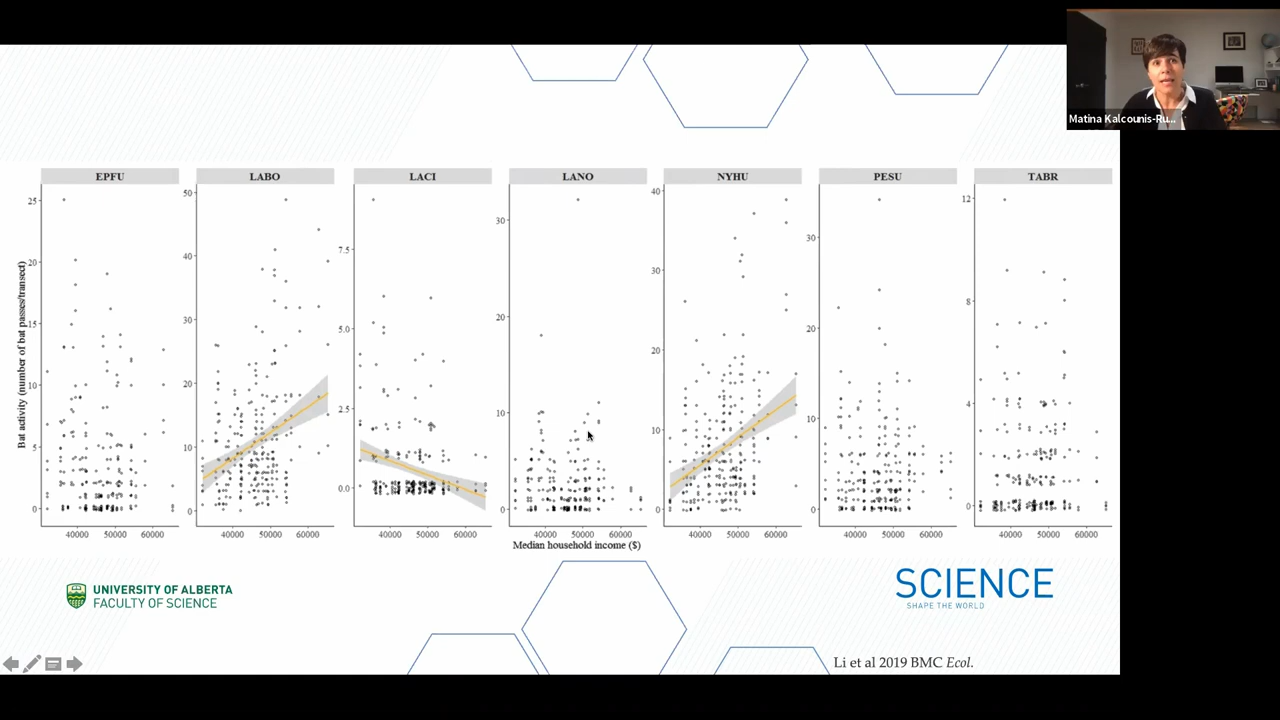 Matina Kalcounis-Ru...
EPFU
LABO
LACI
LANO
NYHU
PESU
TABR
Bat activity (number of bat passes/transect)
25
20
15
10
5
0
50
40
30
20
10
0
7.5
5.0
2.5
0.0
30
20
10
0
40
30
20
10
0
30
20
10
0
12
8
4
0
40000 50000 60000
40000 50000 60000
40000 50000 60000
40000 50000 60000
40000 50000 60000
40000 50000 60000
40000 50000 60000
Median household income ($)
UNIVERSITY OF ALBERTA
FACULTY OF SCIENCE
SCIENCE
SHAPE THE WORLD
Li et al 2019 BMC Ecol.